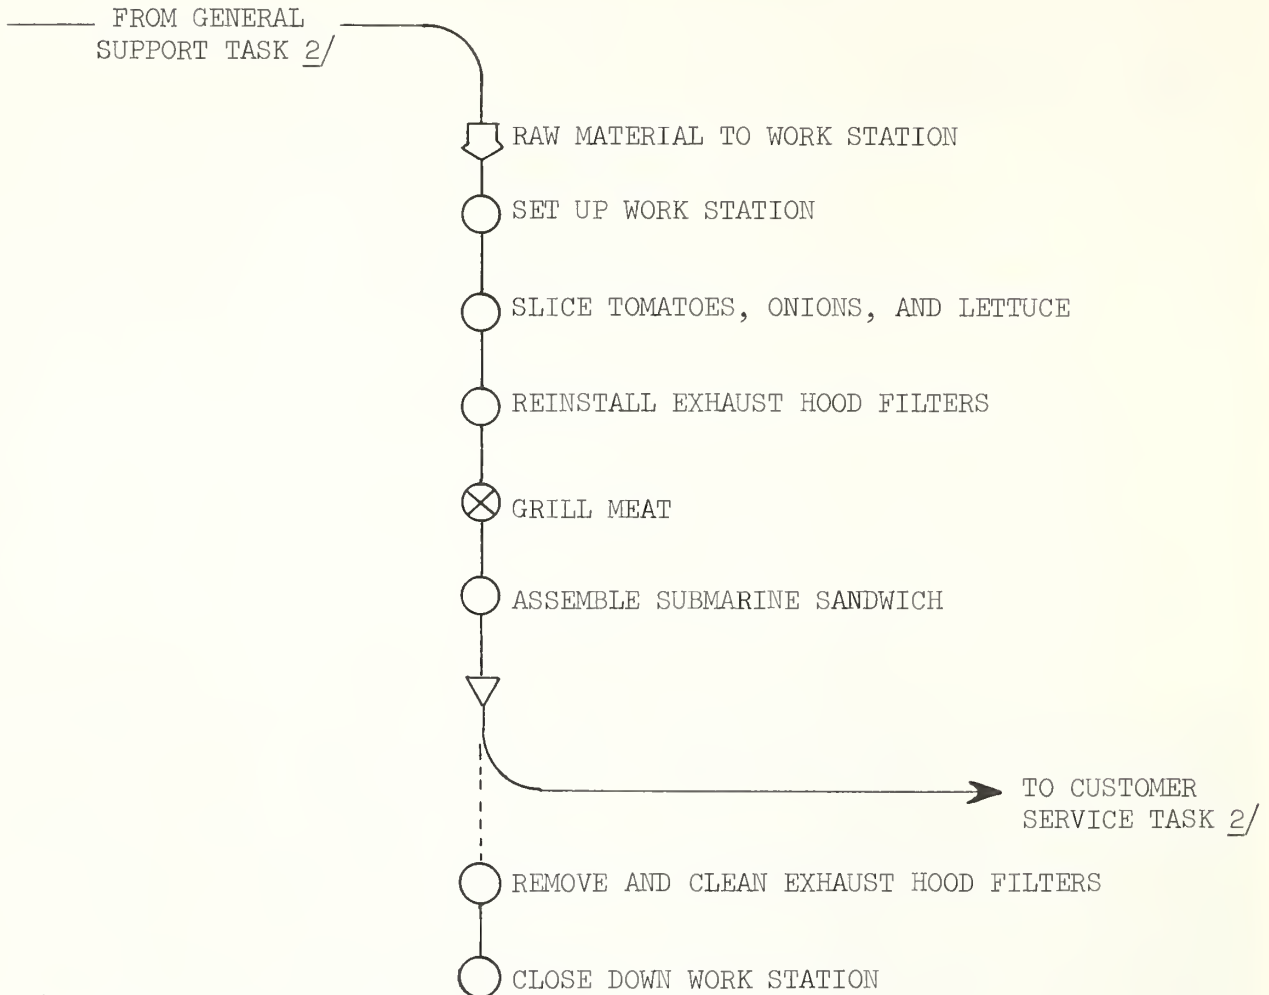 FROM GENERAL
SUPPORT TASK 2/
RAW MATERIAL TO WORK STATION
SET UP WORK STATION
SLICE TOMATOES, ONIONS, AND LETTUCE
REINSTALL EXHAUST HOOD FILTERS
GRILL MEAT
ASSEMBLE SUBMARINE SANDWICH
TO CUSTOMER
SERVICE TASK 2/
REMOVE AND CLEAN EXHAUST HOOD FILTERS
CLOSE DOWN WORK STATION